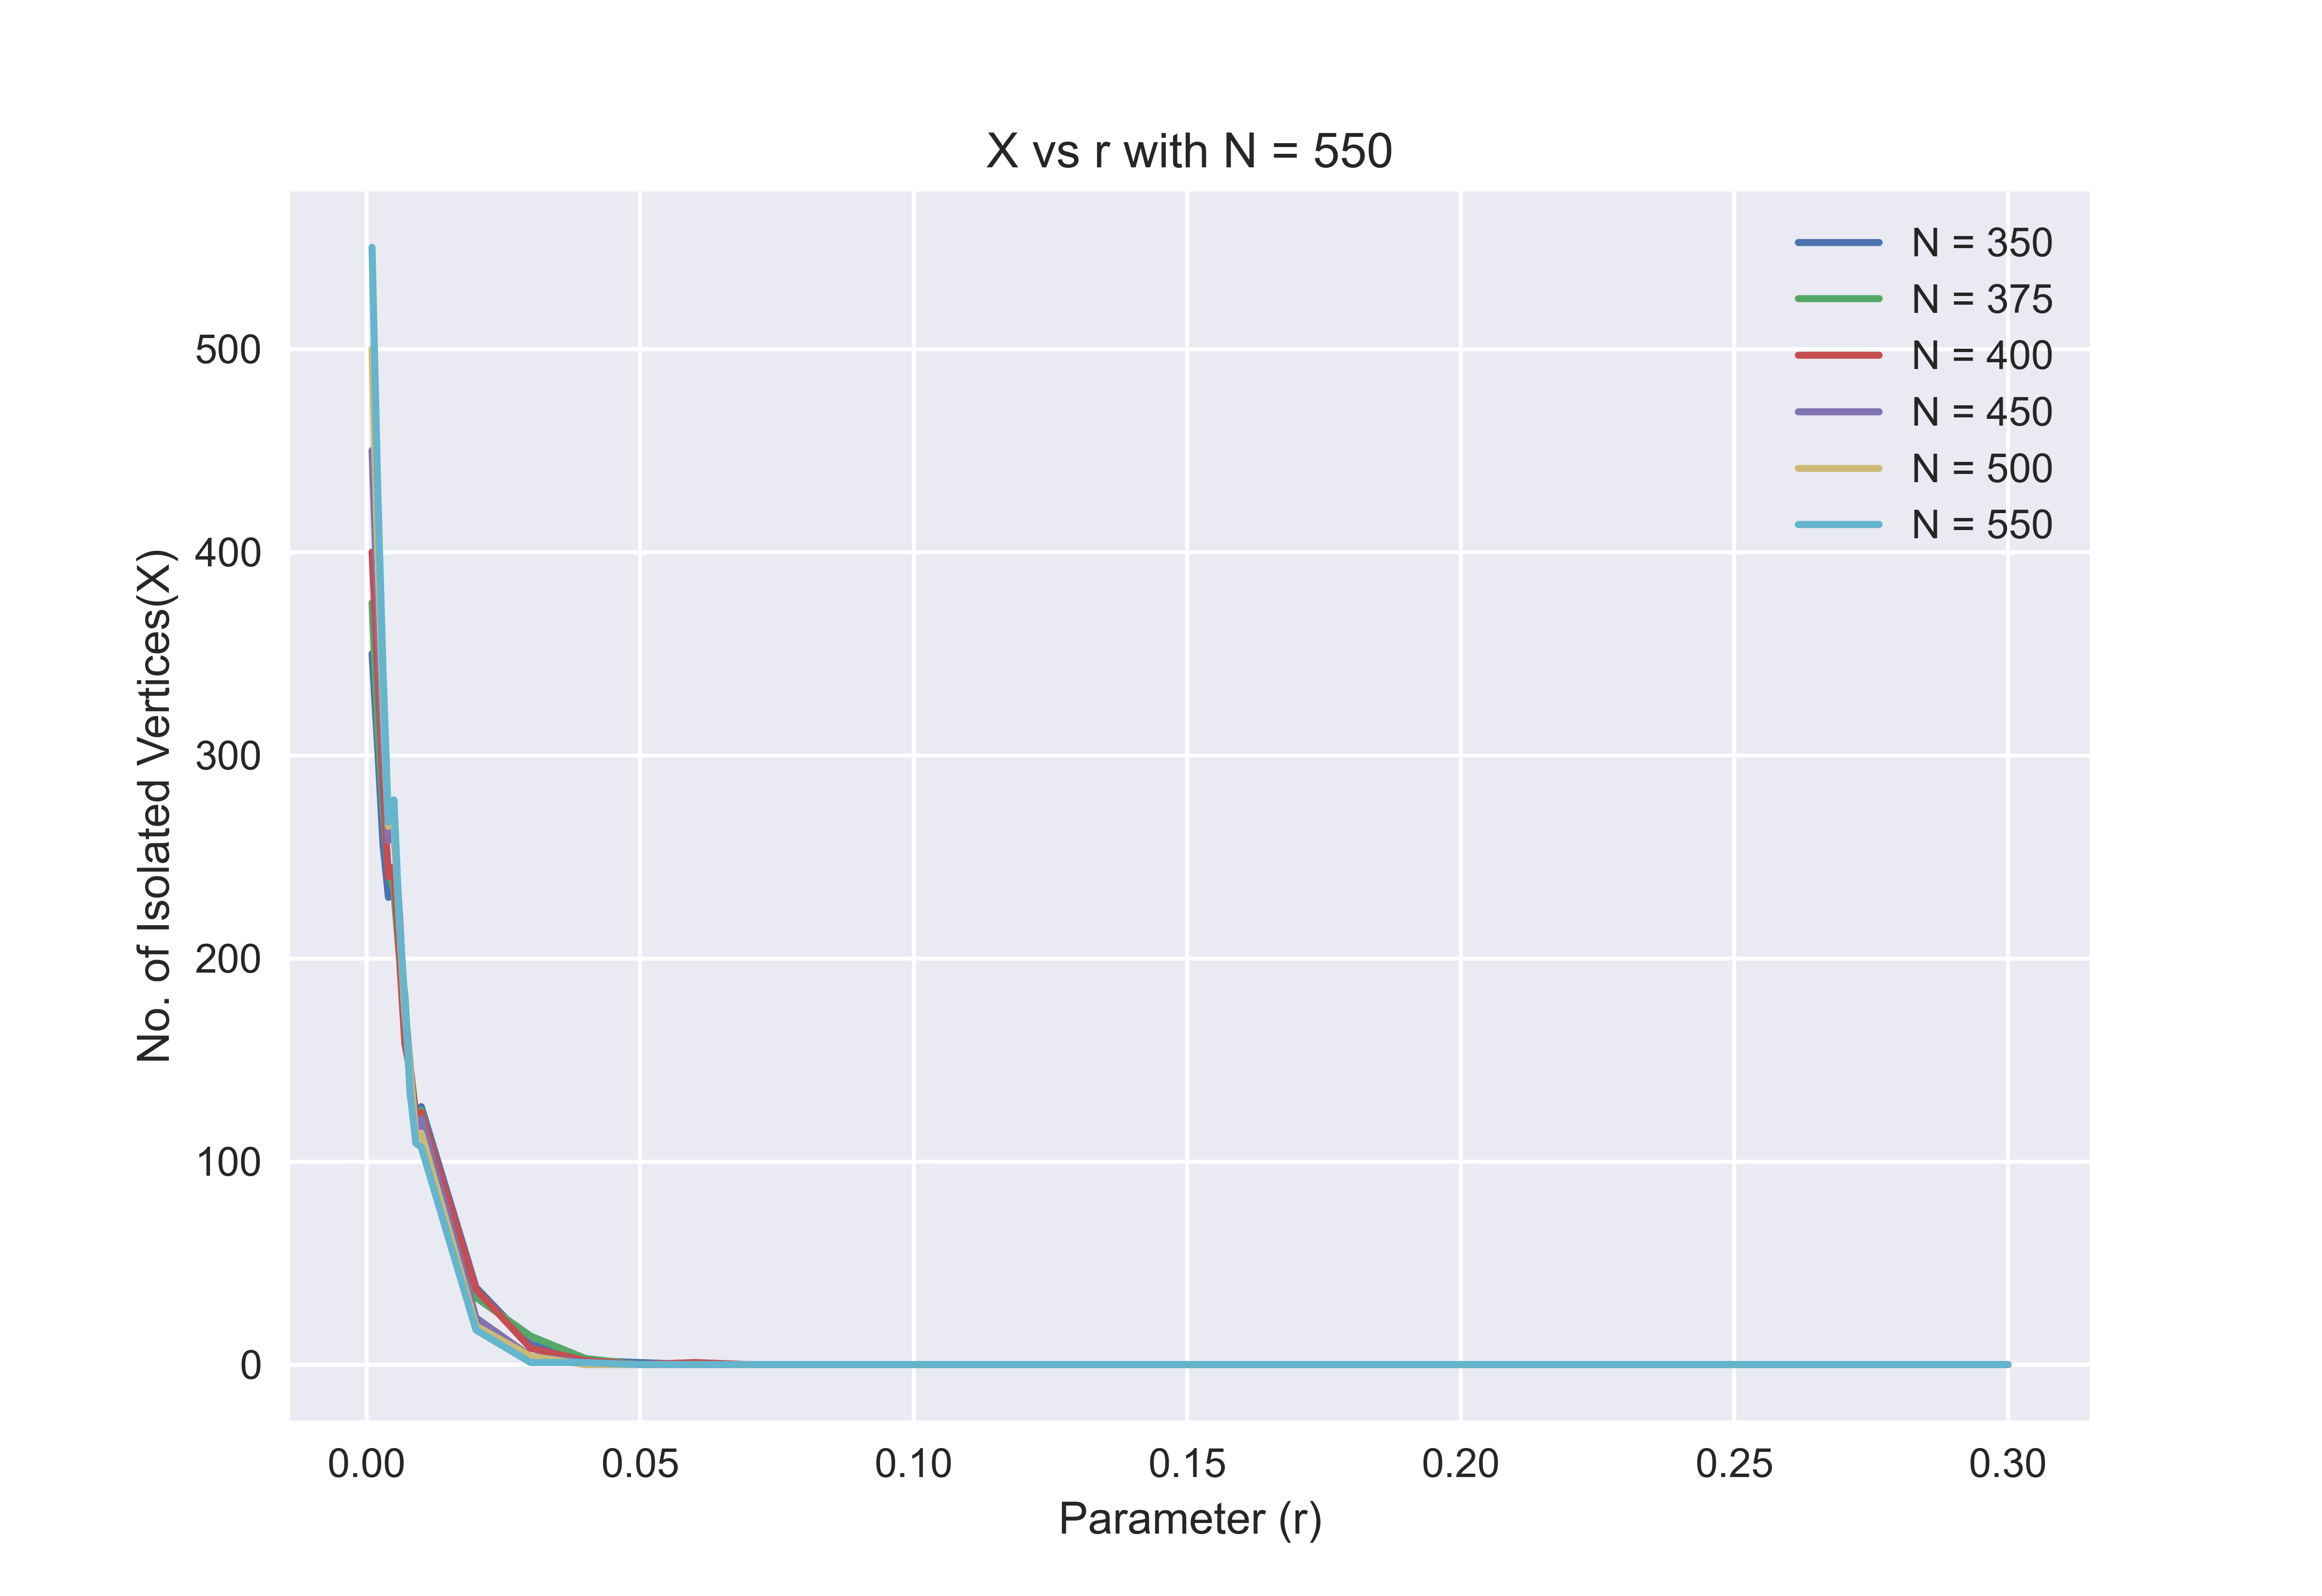 X vs r with N = 550
No. of Isolated Vertices(X)
500
400
300
200
100
0
N = 350
N = 375
N = 400
N = 450
N = 500
N = 550
0.00 0.05 0.10 0.15 0.20 0.25 0.30
Parameter (r)